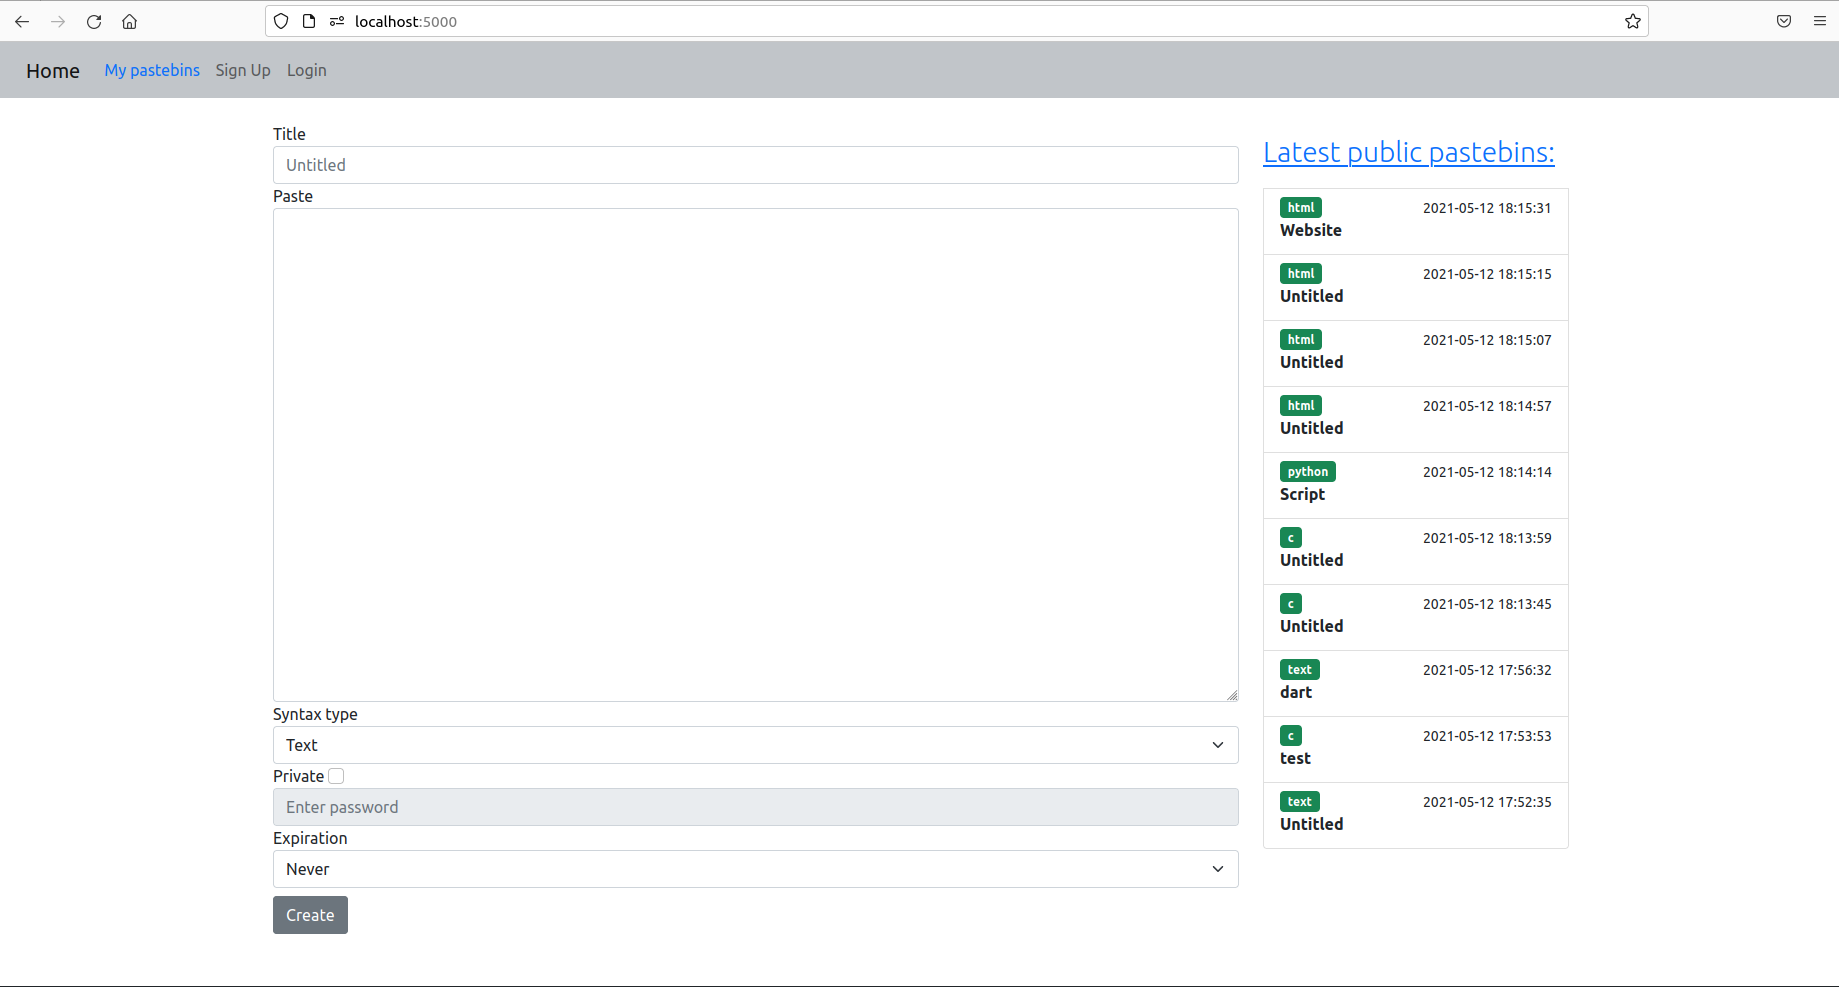 localhost:5000
Home My pastebins Sign Up Login
Title
Untitled
Paste
Syntax type
Text
Private
Enter password
Expiration
Never
Create
Latest public pastebins:
html 2021-05-12 18:15:31
Website
html 2021-05-12 18:15:15
Untitled
html 2021-05-12 18:15:07
Untitled
html 2021-05-12 18:14:57
Untitled
python 2021-05-12 18:14:14
Script
c 2021-05-12 18:13:59
Untitled
c 2021-05-12 18:13:45
Untitled
text 2021-05-12 17:56:32
dart
c 2021-05-12 17:53:53
test
text 2021-05-12 17:52:35
Untitled